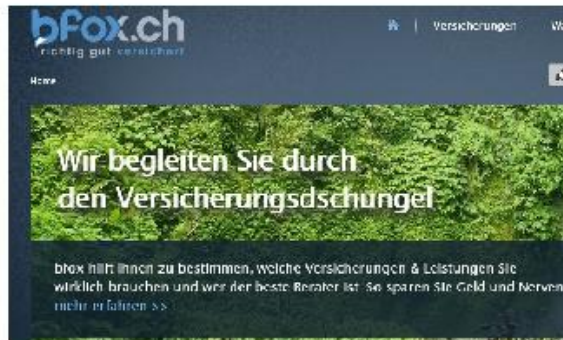 bfox.ch
richtig gut versichert
Versicherungen
Home
Wir begleiten Sie durch
den Versicherungsdschungel
bfox hilft Ihnen zu bestimmen, welche Versicherungen & Leistungen Sie
wirklich brauchen und wer der beste Berater ist. So sparen Sie Geld und Nerven
mehr erfahren >>